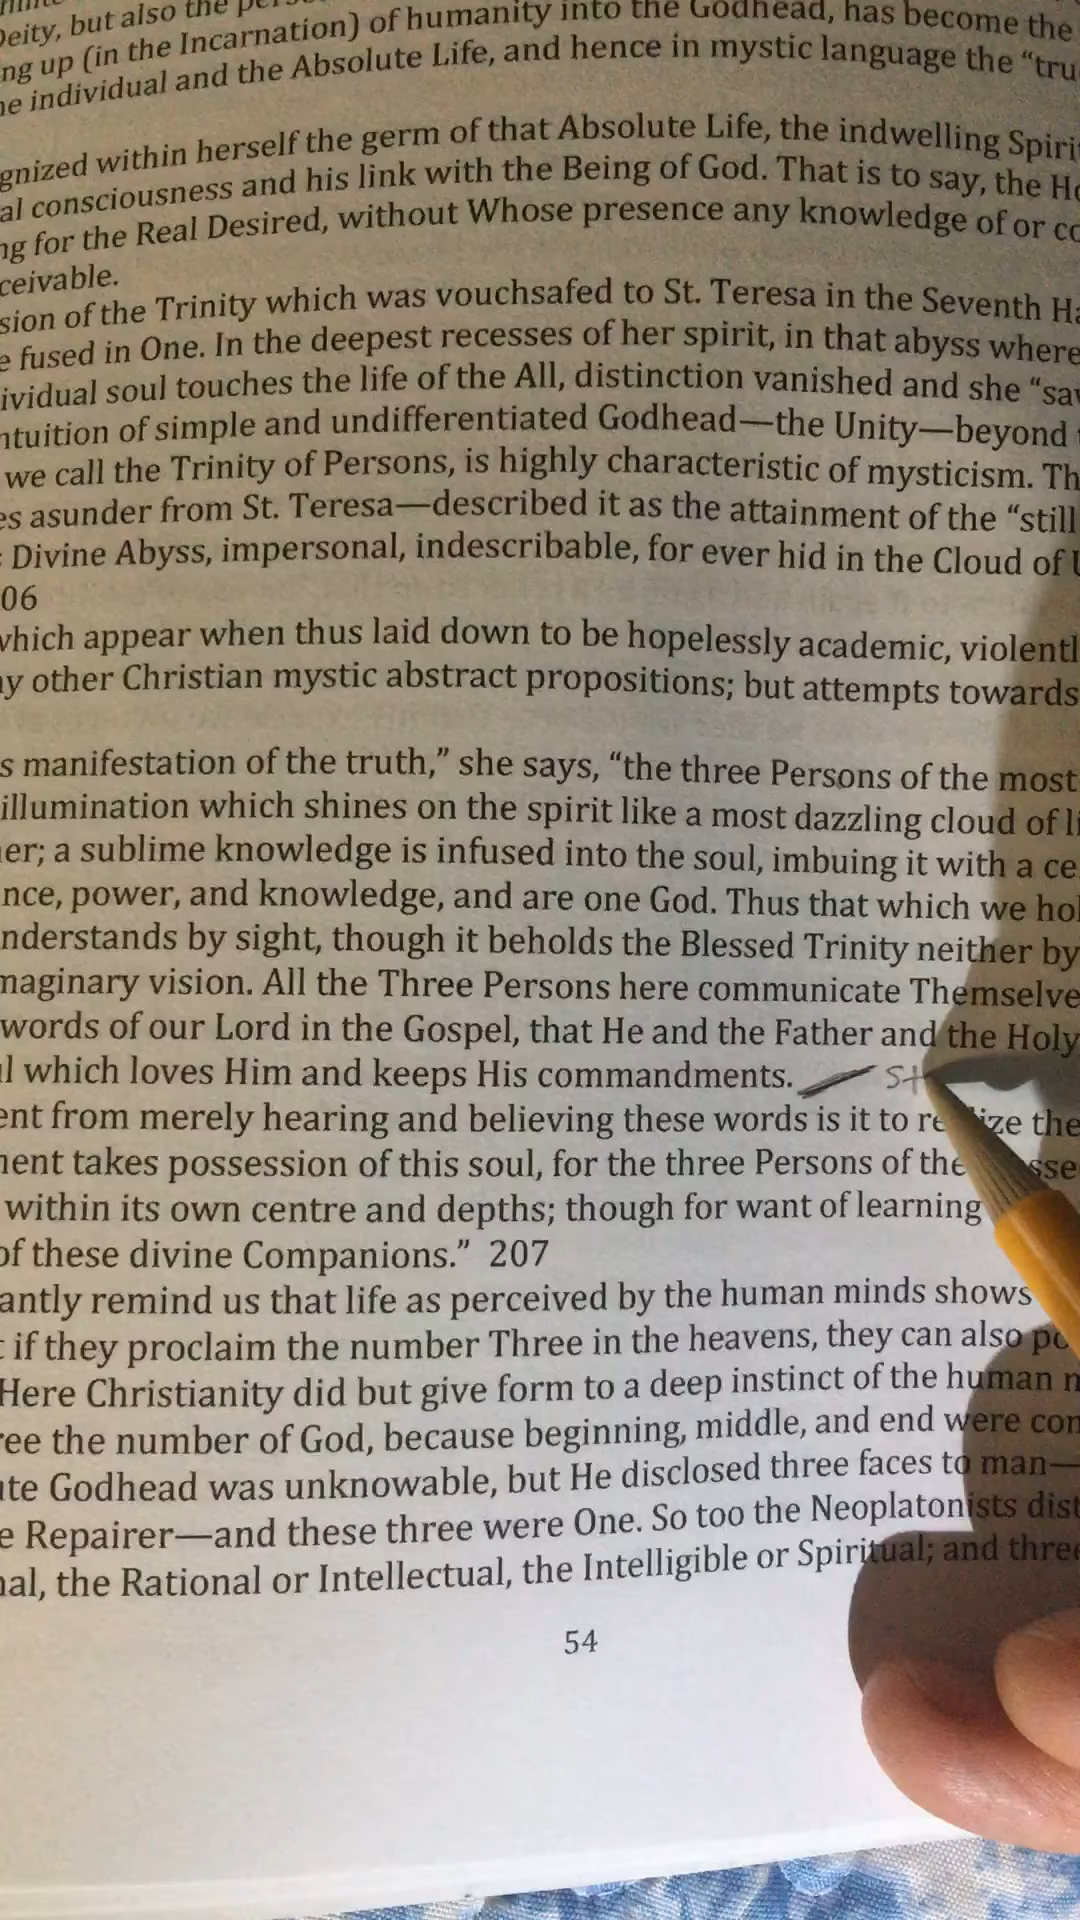 Deity, but also the
up (in the Incarnation) of humanity into the Godhead, has become the
individual and the Absolute Life, and hence in mystic language the “tru
gnized within herself the germ of that Absolute Life, the indwelling Spiri
al consciousness and his link with the Being of God. That is to say, the
for the Real Desired, without Whose presence any knowledge of or
ceivable.
sion of the Trinity which was vouchsafed to St. Teresa in the Seventh
fused in One. In the deepest recesses of her spirit, in that abyss where
ividual soul touches the life of the All, distinction vanished and she “sa
ntuition of simple and undifferentiated Godhead—the Unity—beyond
we call the Trinity of Persons, is highly characteristic of mysticism. Th
es asunder from St. Teresa—described it as the attainment of the “still
Divine Abyss, impersonal, indescribable, for ever hid in the Cloud of
06
which appear when thus laid down to be hopelessly academic, violentl
y other Christian mystic abstract propositions; but attempts towards
s manifestation of the truth,” she says, “the three Persons of the most
illumination which shines on the spirit like a most dazzling cloud of li
er; a sublime knowledge is infused into the soul, imbuing it with a ce
nce, power, and knowledge, and are one God. Thus that which we hol
nderstands by sight, though it beholds the Blessed Trinity neither by
maginary vision. All the Three Persons here communicate Themselve
words of our Lord in the Gospel, that He and the Father and the Holy
l which loves Him and keeps His commandments. St
ent from merely hearing and believing these words is it to re ize the
ment takes possession of this soul, for the three Persons of the sse
within its own centre and depths; though for want of learning
of these divine Companions.” 207
antly remind us that life as perceived by the human minds shows
if they proclaim the number Three in the heavens, they can also
Here Christianity did but give form to a deep instinct of the human
ree the number of God, because beginning, middle, and end were con
te Godhead was unknowable, but He disclosed three faces to man—
e Repairer—and these three were One. So too the Neoplatonists dist
nal, the Rational or Intellectual, the Intelligible or Spiritual; and three
54